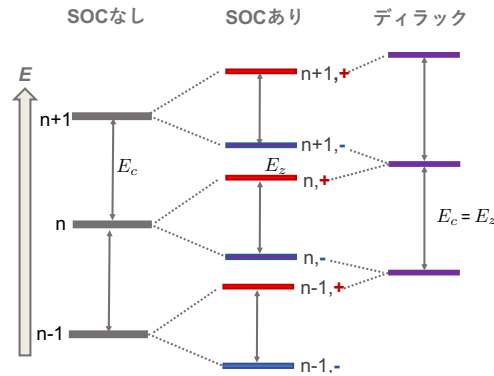 SOCなし
SOCあり
ディラック
E
n+1
n+1,+
n+1,-
E_c
E_z
n
n,+
n,-
E_c = E_z
n-1
n-1,+
n-1,-